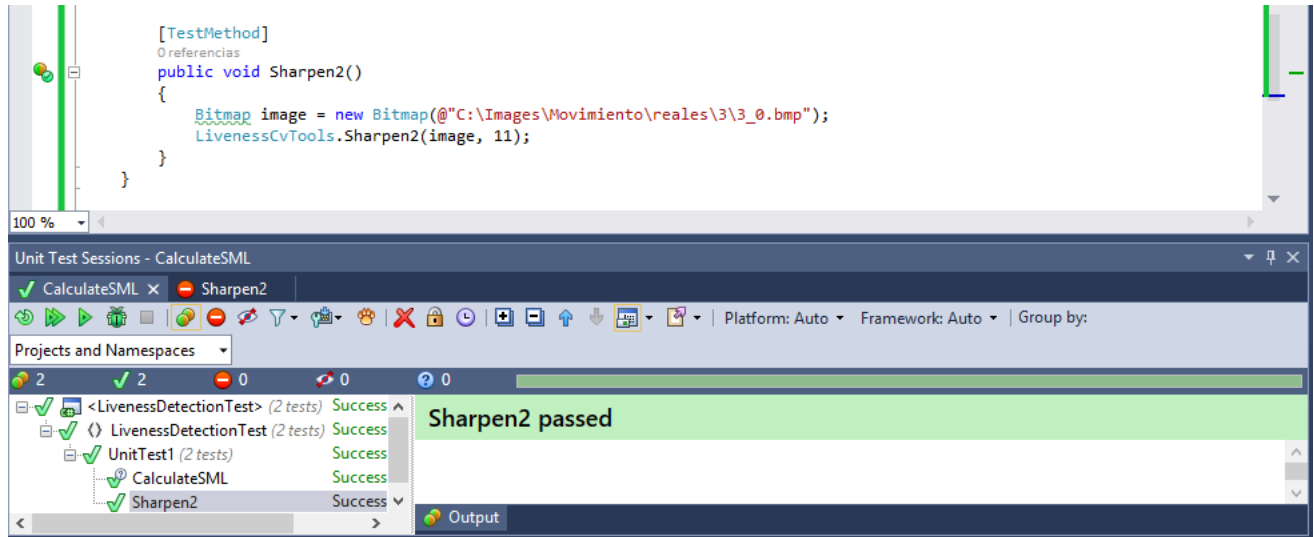 [TestMethod]
0 referencias
public void Sharpen2()
{
Bitmap image = new Bitmap(@"C:\Images\Movimiento\reales\3\3_0.bmp");
LivenessCvTools.Sharpen2(image, 11);
}
}
100 %
Unit Test Sessions - CalculateSML
CalculateSML Sharpen2
Platform: Auto Framework: Auto Group by:
Projects and Namespaces
2 2 0 0 0
<LivenessDetectionTest> (2 tests) Success
Sharpen2 passed
LivenessDetectionTest (2 tests) Success
UnitTest1 (2 tests) Success
CalculateSML Success
Sharpen2 Success
Output